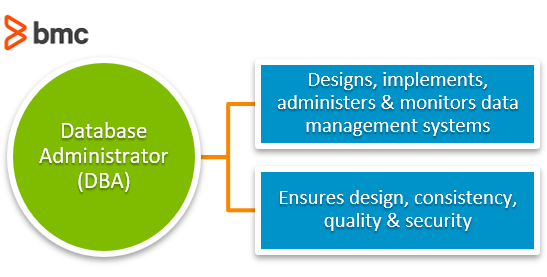 bmc
Database
Administrator
(DBA)
Designs, implements,
administers & monitors data
management systems
Ensures design, consistency,
quality & security